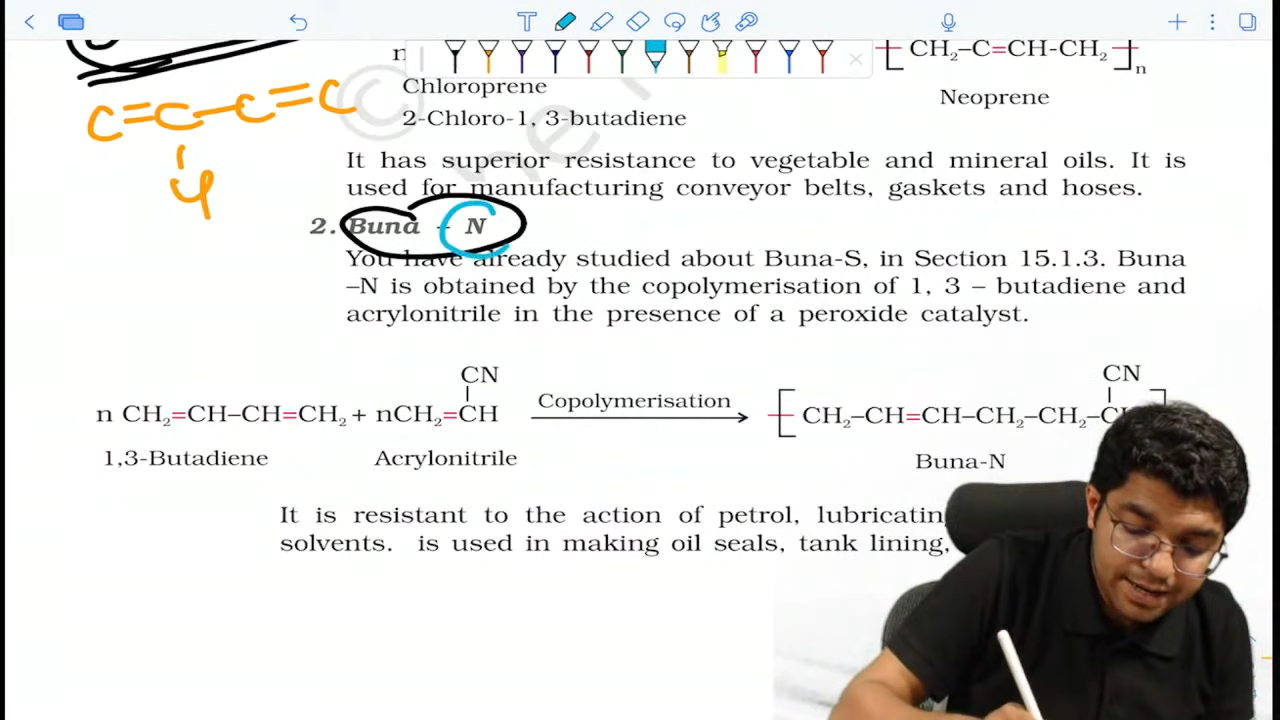 n
CH₂–C=CH-CH₂
n
Chloroprene
Neoprene
2-Chloro-1, 3-butadiene
C=C–C=C
It has superior resistance to vegetable and mineral oils. It is
used for manufacturing conveyor belts, gaskets and hoses.
2. Buna – N
You have already studied about Buna-S, in Section 15.1.3. Buna
–N is obtained by the copolymerisation of 1, 3 – butadiene and
acrylonitrile in the presence of a peroxide catalyst.
CN
CN
n CH₂=CH–CH=CH₂ + nCH₂=CH Copolymerisation CH₂–CH=CH–CH₂–CH₂–
1,3-Butadiene Acrylonitrile Buna-N
It is resistant to the action of petrol, lubricating
solvents. is used in making oil seals, tank lining,